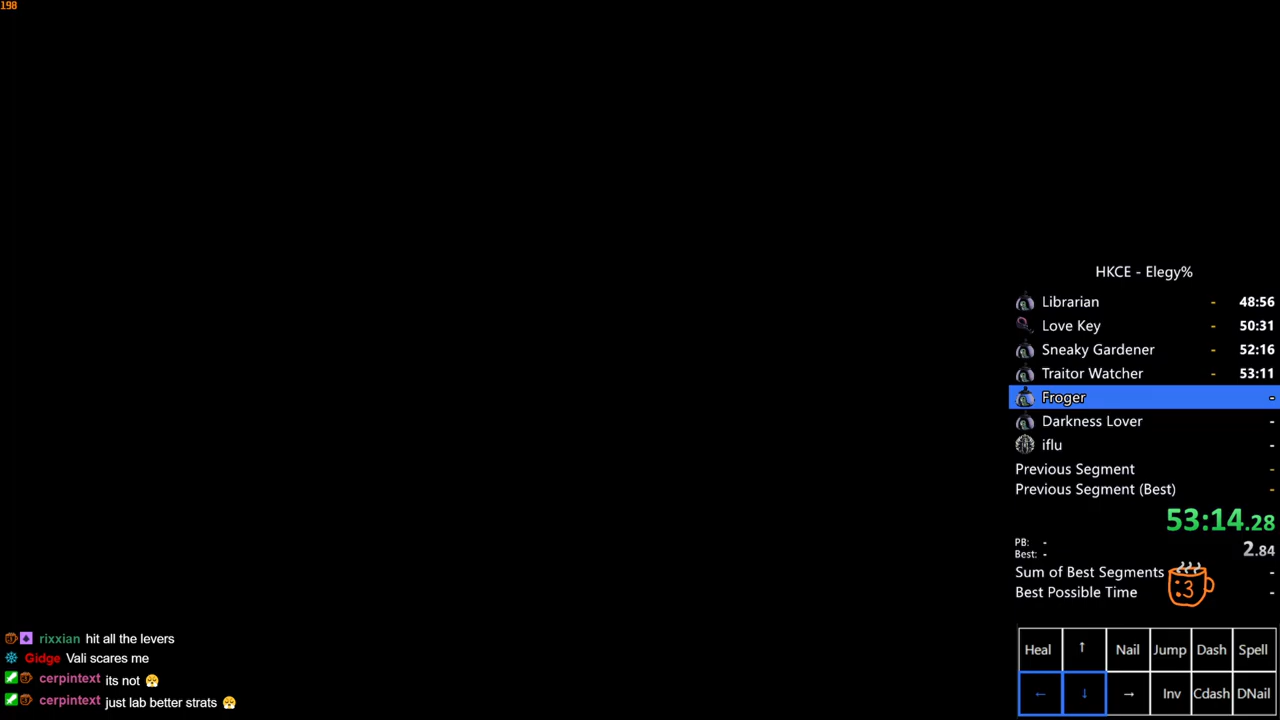 198
HKCE - Elegy%
Librarian - 48:56
Love Key - 50:31
Sneaky Gardener - 52:16
Traitor Watcher - 53:11
Froger -
Darkness Lover -
iflu -
Previous Segment -
Previous Segment (Best) -
53:14.28
PB: -
2.84
Best: -
Sum of Best Segments -
Best Possible Time -
:3
Heal ↑ Nail Jump Dash Spell
← ↓ → Inv Cdash DNail
rixxian hit all the levers
Gidge Vali scares me
cerpintext its not 😤
cerpintext just lab better strats 😤